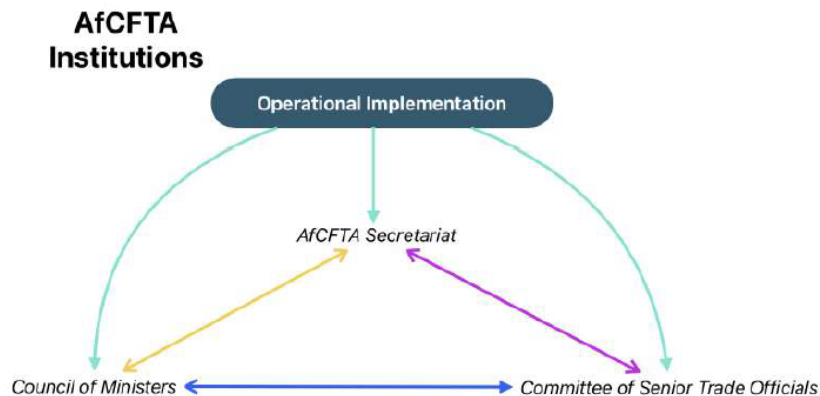 AfCFTA
Institutions
Operational Implementation
AfCFTA Secretariat
Council of Ministers
Committee of Senior Trade Officials